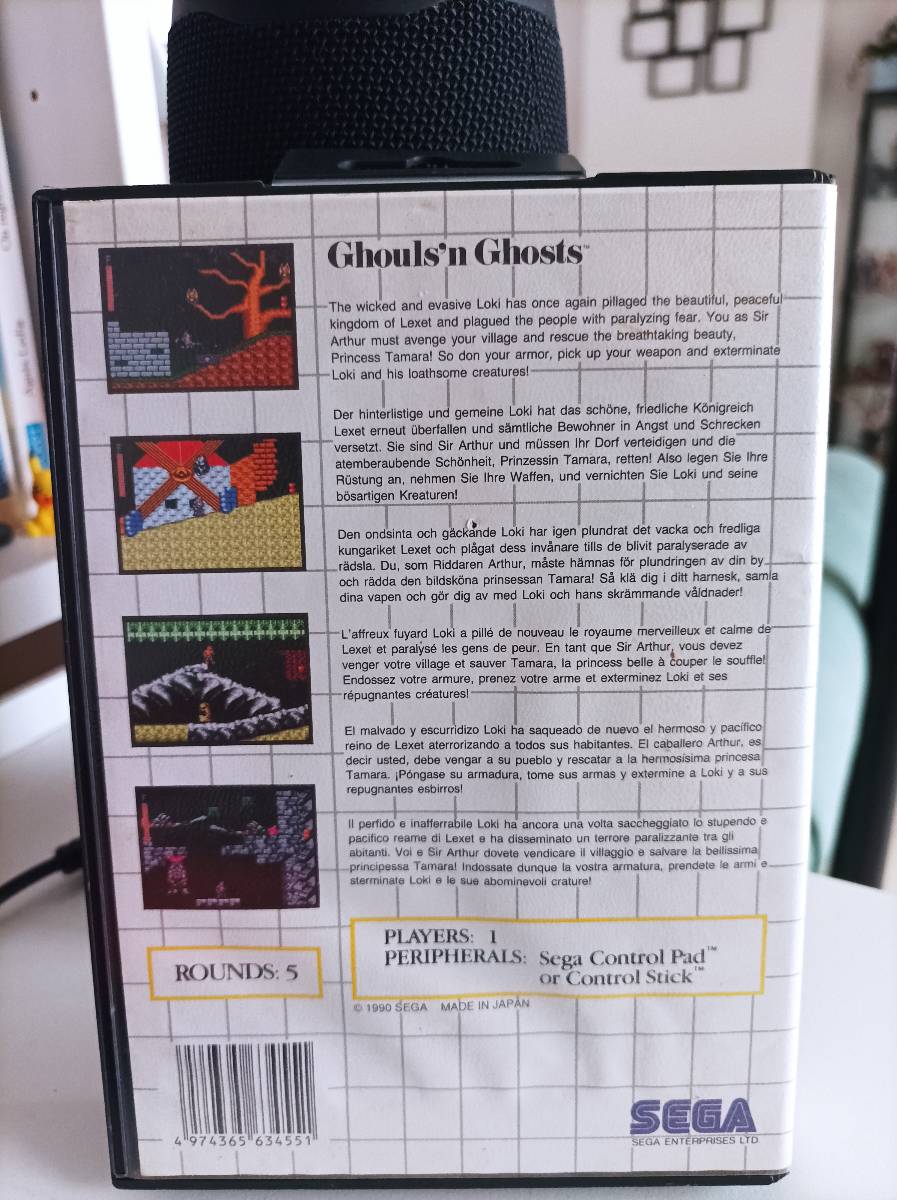 Ghouls'n Ghosts™
The wicked and evasive Loki has once again pillaged the beautiful, peaceful
kingdom of Lexet and plagued the people with paralyzing fear. You as Sir
Arthur must avenge your village and rescue the breathtaking beauty,
Princess Tamara! So don your armor, pick up your weapon and exterminate
Loki and his loathsome creatures!
Der hinterlistige und gemeine Loki hat das schöne, friedliche Königreich
Lexet erneut überfallen und sämtliche Bewohner in Angst und Schrecken
versetzt. Sie sind Sir Arthur und müssen Ihr Dorf verteidigen und die
atemberaubende Schönheit, Prinzessin Tamara, retten! Also legen Sie Ihre
Rüstung an, nehmen Sie Ihre Waffen, und vernichten Sie Loki und seine
bösartigen Kreaturen!
Den ondsinta och gäckande Loki har igen plundrat det vacka och fredliga
kungariket Lexet och plågat dess invånare tills de blivit paralyserade av
rädsla. Du, som Riddaren Arthur, måste hämnas för plundringen av din by
och rädda den bildsköna prinsessan Tamara! Så klä dig i ditt harnesk, samla
dina vapen och gör dig av med Loki och hans skrämmande våldnader!
L'affreux fuyard Loki a pillé de nouveau le royaume merveilleux et calme de
Lexet et paralysé les gens de peur. En tant que Sir Arthur, vous devez
venger votre village et sauver Tamara, la princess belle à couper le souffle!
Endossez votre armure, prenez votre arme et exterminez Loki et ses
répugnantes créatures!
El malvado y escurridizo Loki ha saqueado de nuevo el hermoso y pacífico
reino de Lexet aterrorizando a todos sus habitantes. El caballero Arthur, es
decir usted, debe vengar a su pueblo y rescatar a la hermosísima princesa
Tamara. ¡Póngase su armadura, tome sus armas y extermine a Loki y a sus
repugnantes esbirros!
Il perfido e inafferrabile Loki ha ancora una volta saccheggiato lo stupendo e
pacifico reame di Lexet e ha disseminato un terrore paralizzante tra gli
abitanti. Voi e Sir Arthur dovete vendicare il villaggio e salvare la bellissima
principessa Tamara! Indossate dunque la vostra armatura, prendete le armi e
sterminate Loki e le sue abominevoli crature!
ROUNDS: 5
PLAYERS: 1
PERIPHERALS: Sega Control Pad™
or Control Stick™
© 1990 SEGA MADE IN JAPAN
4 974365 634551
SEGA
SEGA ENTERPRISES LTD.